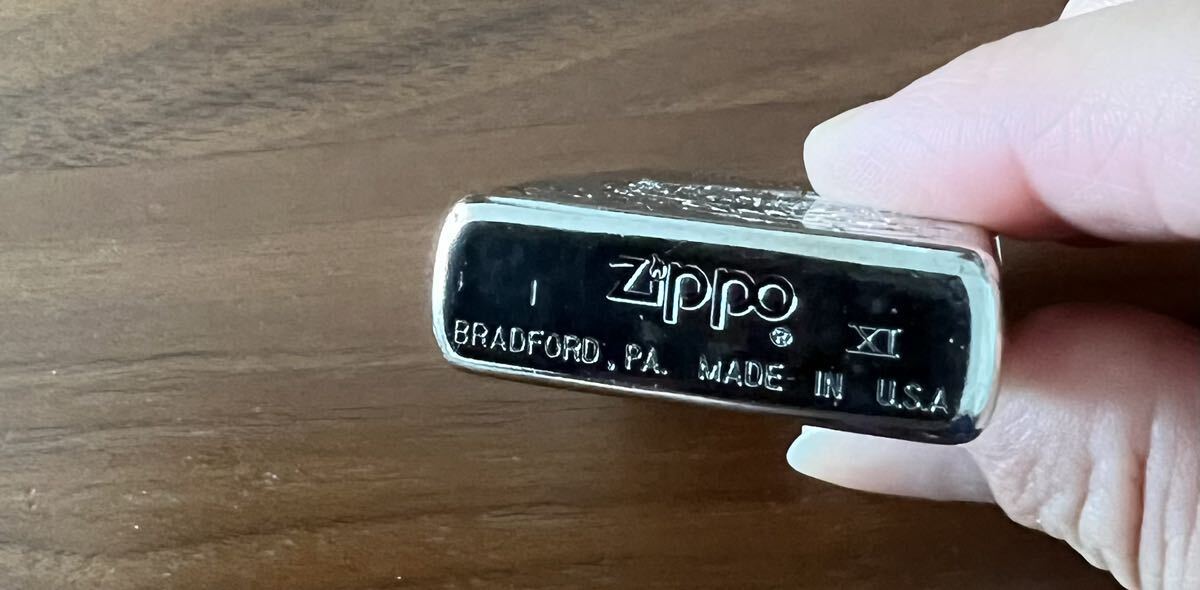 I Zippo ® XI
BRADFORD, PA. MADE IN U.S.A